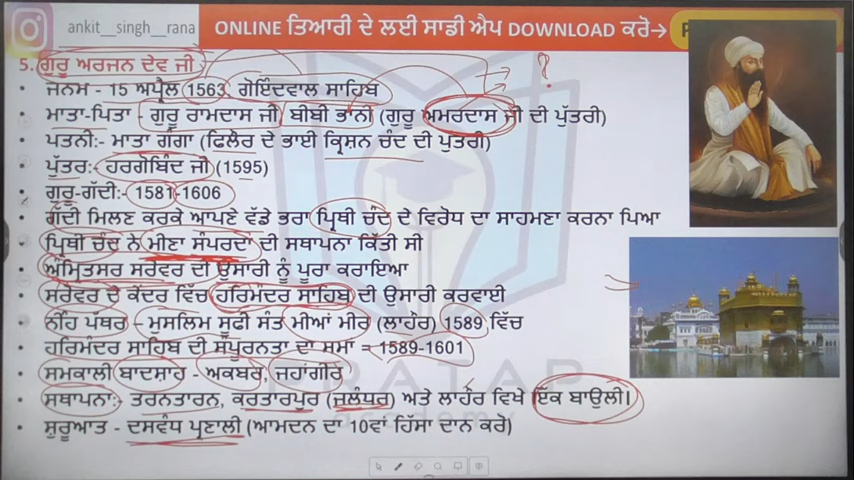 ankit__singh_rana
ONLINE ਤਿਆਰੀ ਦੇ ਲਈ ਸਾਡੀ ਐਪ DOWNLOAD ਕਰੋ→ P
5. ਗੁਰੂ ਅਰਜਨ ਦੇਵ ਜੀ
?
• ਜਨਮ - 15 ਅਪ੍ਰੈਲ 1563 ਗੋਇੰਦਵਾਲ ਸਾਹਿਬ
• ਮਾਤਾ-ਪਿਤਾ - ਗੁਰੂ ਰਾਮਦਾਸ ਜੀ, ਬੀਬੀ ਭਾਨੀ (ਗੁਰੂ ਅਮਰਦਾਸ ਜੀ ਦੀ ਪੁੱਤਰੀ)
• ਪਤਨੀ:- ਮਾਤਾ ਗੰਗਾ (ਫਿਲੌਰ ਦੇ ਭਾਈ ਕ੍ਰਿਸ਼ਨ ਚੰਦ ਦੀ ਪੁਤਰੀ)
• ਪੁੱਤਰ:- ਹਰਗੋਬਿੰਦ ਜੀ (1595)
• ਗੁਰੂ-ਗੱਦੀ:- 1581-1606
• ਗੱਦੀ ਮਿਲਣ ਕਰਕੇ ਆਪਣੇ ਵੱਡੇ ਭਰਾ ਪ੍ਰਿਥੀ ਚੰਦ ਦੇ ਵਿਰੋਧ ਦਾ ਸਾਹਮਣਾ ਕਰਨਾ ਪਿਆ
• ਪ੍ਰਿਥੀ ਚੰਦ ਨੇ ਮੀਣਾ ਸੰਪਰਦਾ ਦੀ ਸਥਾਪਨਾ ਕਿੱਤੀ ਸੀ
• ਅੰਮ੍ਰਿਤਸਰ ਸਰੋਵਰ ਦੀ ਉਸਾਰੀ ਨੂੰ ਪੂਰਾ ਕਰਾਇਆ
• ਸਰੋਵਰ ਦੇ ਕੇਂਦਰ ਵਿੱਚ ਹਰਿਮੰਦਰ ਸਾਹਿਬ ਦੀ ਉਸਾਰੀ ਕਰਵਾਈ
• ਨੀਂਹ ਪੱਥਰ - ਮੁਸਲਿਮ ਸੂਫੀ ਸੰਤ ਮੀਆਂ ਮੀਰ (ਲਾਹੌਰ) 1589 ਵਿੱਚ
• ਹਰਿਮੰਦਰ ਸਾਹਿਬ ਦੀ ਸੰਪੂਰਨਤਾ ਦਾ ਸਮਾਂ = 1589-1601
• ਸਮਕਾਲੀ ਬਾਦਸ਼ਾਹ - ਅਕਬਰ, ਜਹਾਂਗੀਰ
• ਸਥਾਪਨਾ:- ਤਰਨਤਾਰਨ, ਕਰਤਾਰਪੁਰ (ਜਲੰਧਰ) ਅਤੇ ਲਾਹੌਰ ਵਿਖੇ ਇੱਕ ਬਾਉਲੀ।
• ਸ਼ੁਰੂਆਤ - ਦਸਵੰਧ ਪ੍ਰਣਾਲੀ (ਆਮਦਨ ਦਾ 10ਵਾਂ ਹਿੱਸਾ ਦਾਨ ਕਰੋ)
PRATAP
academy